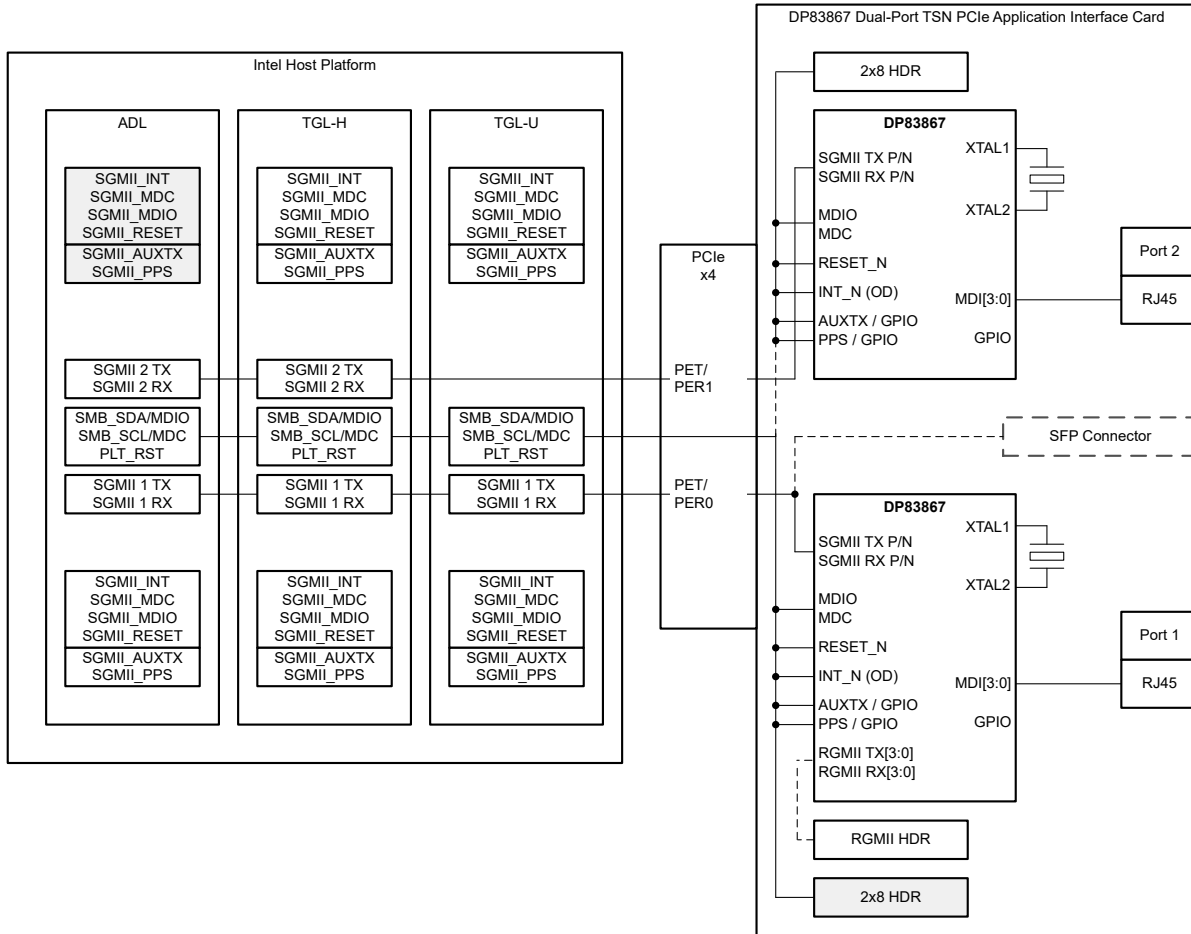 DP83867 Dual-Port TSN PCIe Application Interface Card
Intel Host Platform
ADL
SGMII_INT
SGMII_MDC
SGMII_MDIO
SGMII_RESET
SGMII_AUXTX
SGMII_PPS
SGMII 2 TX
SGMII 2 RX
SMB_SDA/MDIO
SMB_SCL/MDC
PLT_RST
SGMII 1 TX
SGMII 1 RX
SGMII_INT
SGMII_MDC
SGMII_MDIO
SGMII_RESET
SGMII_AUXTX
SGMII_PPS
TGL-H
SGMII_INT
SGMII_MDC
SGMII_MDIO
SGMII_RESET
SGMII_AUXTX
SGMII_PPS
SGMII 2 TX
SGMII 2 RX
SMB_SDA/MDIO
SMB_SCL/MDC
PLT_RST
SGMII 1 TX
SGMII 1 RX
SGMII_INT
SGMII_MDC
SGMII_MDIO
SGMII_RESET
SGMII_AUXTX
SGMII_PPS
TGL-U
SGMII_INT
SGMII_MDC
SGMII_MDIO
SGMII_RESET
SGMII_AUXTX
SGMII_PPS
SMB_SDA/MDIO
SMB_SCL/MDC
PLT_RST
SGMII 1 TX
SGMII 1 RX
SGMII_INT
SGMII_MDC
SGMII_MDIO
SGMII_RESET
SGMII_AUXTX
SGMII_PPS
PCIe
x4
PET/
PER1
PET/
PER0
2x8 HDR
DP83867
SGMII TX P/N
SGMII RX P/N
MDIO
MDC
RESET_N
INT_N (OD)
AUXTX / GPIO
PPS / GPIO
XTAL1
XTAL2
MDI[3:0]
GPIO
Port 2
RJ45
SFP Connector
DP83867
SGMII TX P/N
SGMII RX P/N
MDIO
MDC
RESET_N
INT_N (OD)
AUXTX / GPIO
PPS / GPIO
RGMII TX[3:0]
RGMII RX[3:0]
XTAL1
XTAL2
MDI[3:0]
GPIO
Port 1
RJ45
RGMII HDR
2x8 HDR